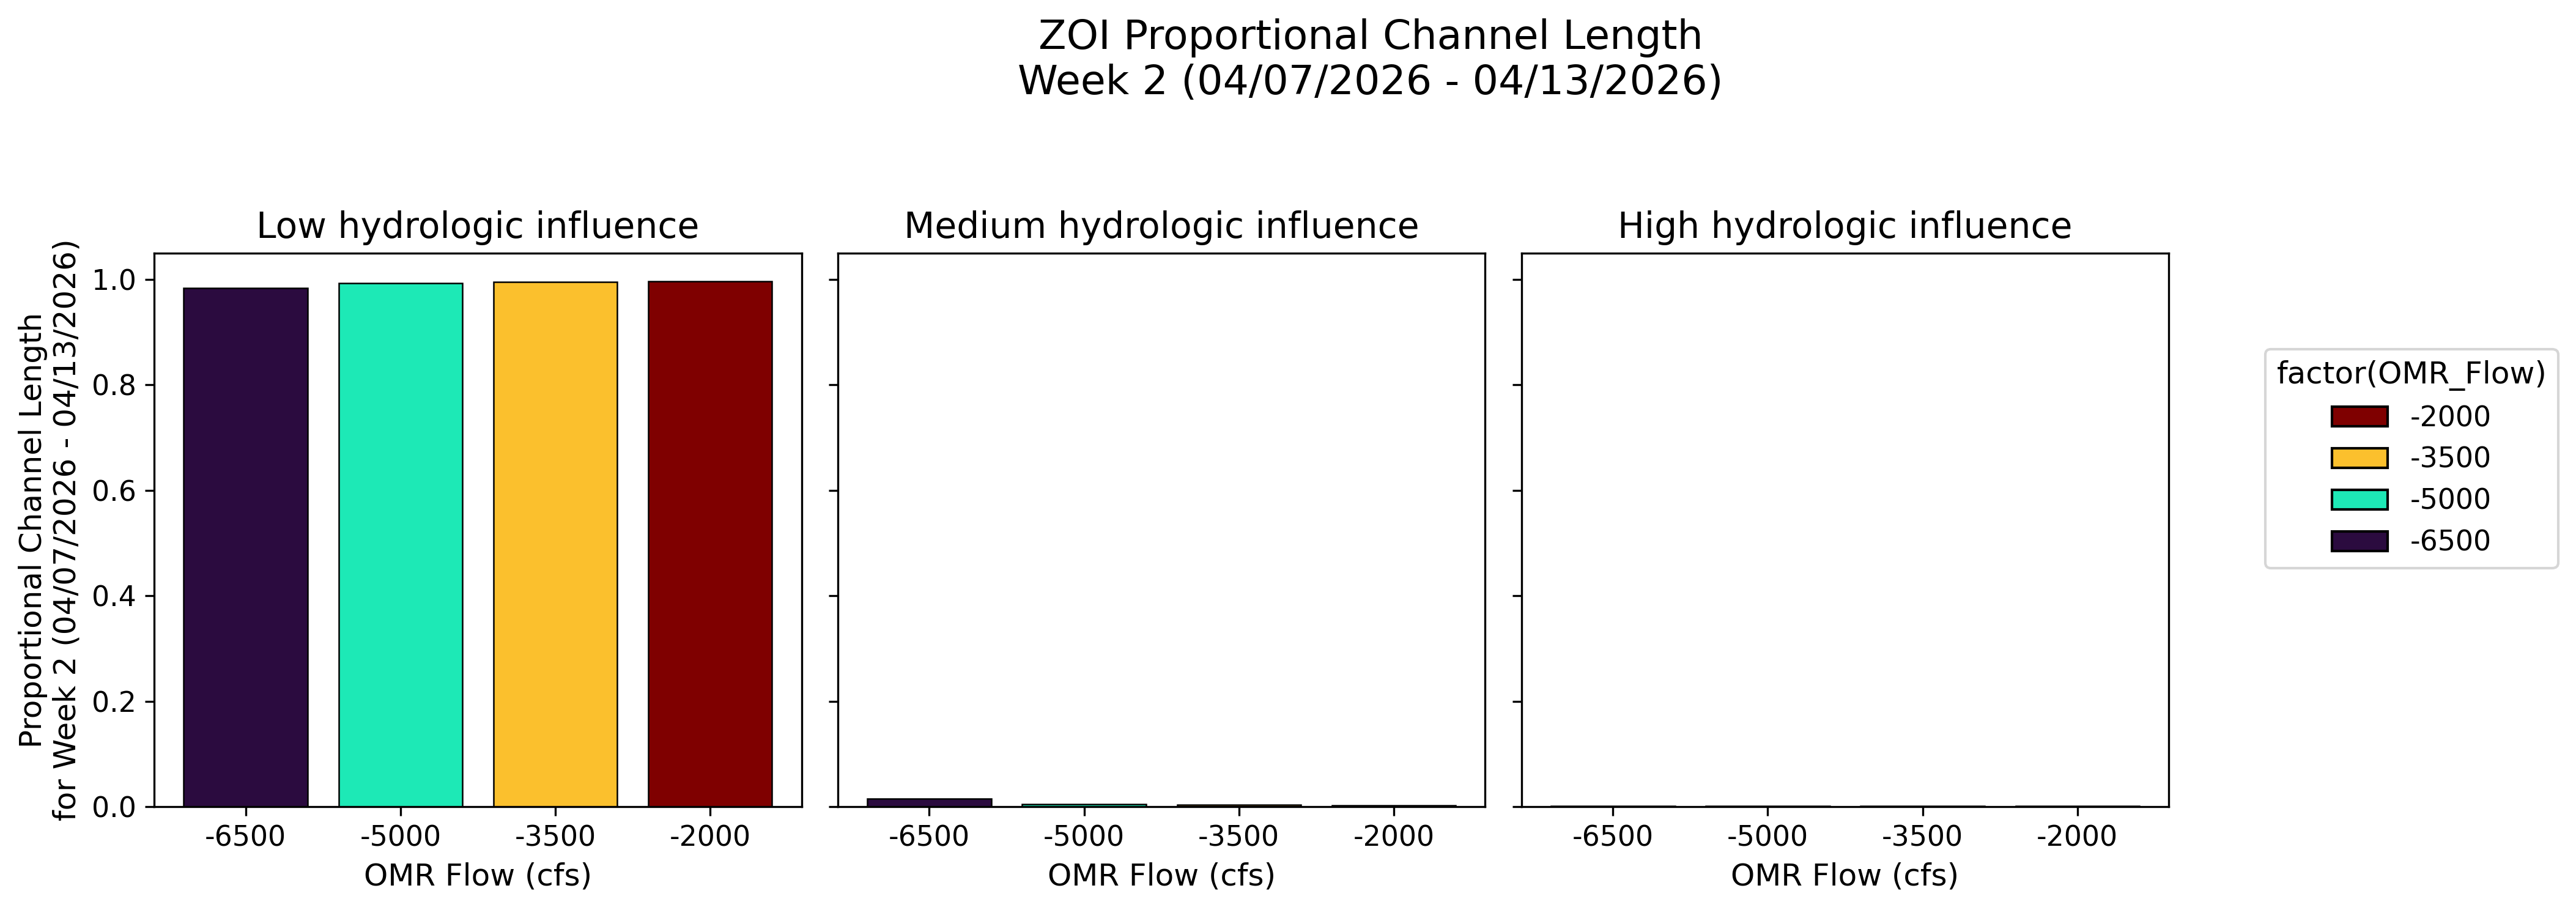 ZOI Proportional Channel Length
Week 2 (04/07/2026 - 04/13/2026)
Low hydrologic influence
Medium hydrologic influence
High hydrologic influence
Proportional Channel Length
for Week 2 (04/07/2026 - 04/13/2026)
1.0
0.8
0.6
0.4
0.2
0.0
-6500 -5000 -3500 -2000
OMR Flow (cfs)
-6500 -5000 -3500 -2000
OMR Flow (cfs)
-6500 -5000 -3500 -2000
OMR Flow (cfs)
factor(OMR_Flow)
-2000
-3500
-5000
-6500